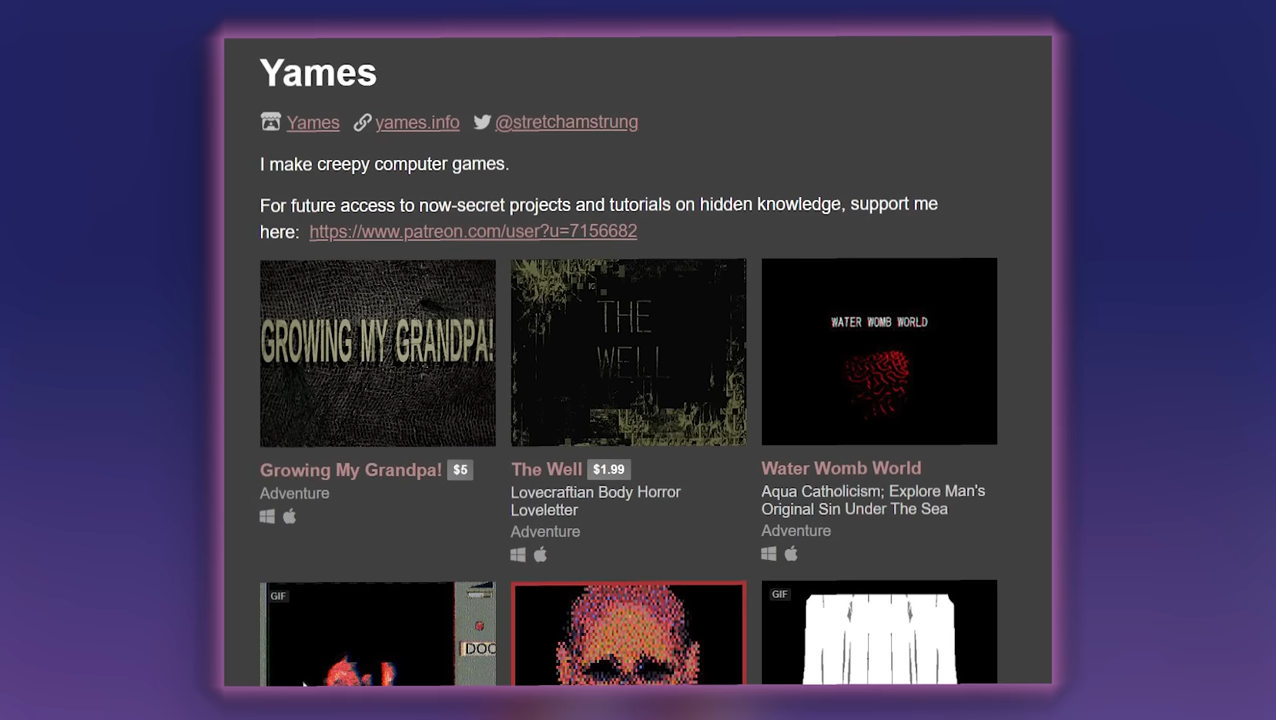 Yames
Yames yames.info @stretchamstrung
I make creepy computer games.
For future access to now-secret projects and tutorials on hidden knowledge, support me
here: https://www.patreon.com/user?u=7156682
GROWING MY GRANDPA!
THE
WELL
WATER WOMB WORLD
Growing My Grandpa! $5
Adventure
The Well $1.99
Lovecraftian Body Horror
Loveletter
Adventure
Water Womb World
Aqua Catholicism; Explore Man's
Original Sin Under The Sea
Adventure
GIF
DOO
GIF